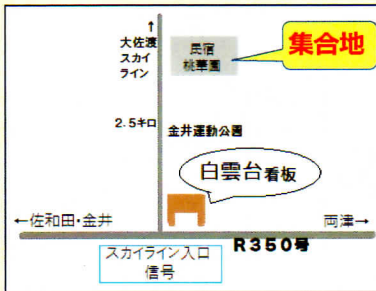 ↑
大佐渡
スカイ
ライン
民宿
桃華園
集合地
2.5キロ
金井運動公園
白雲台看板
←佐和田・金井
両津→
R350号
スカイライン入口
信号